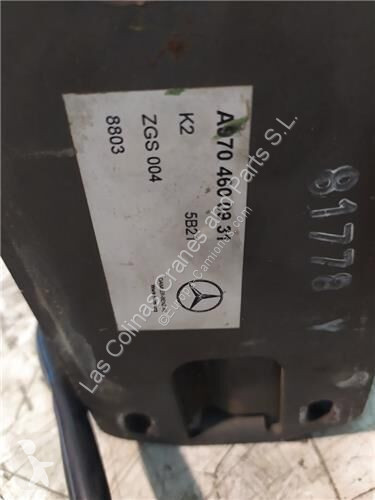 A970 460 09 31
K2 5B21
ZGS 004
8803
81778 Y
Las Colinas cranes and Parts S.L.